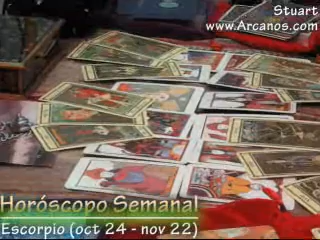 Stuart
www.Arcanos.com
Horóscopo Semanal
Escorpio (oct 24 - nov 22)